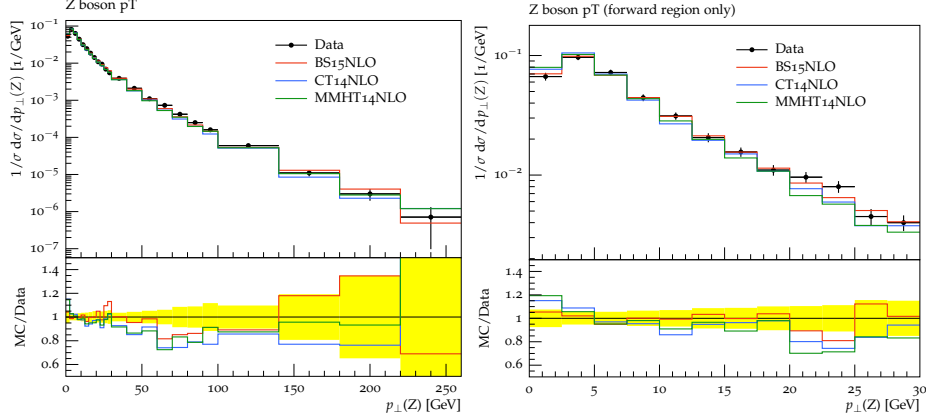 Z boson pT
Data
BS15NLO
CT14NLO
MMHT14NLO
10⁻¹
10⁻²
10⁻³
10⁻⁴
10⁻⁵
10⁻⁶
10⁻⁷
1/σ dσ/dp⊥(Z) [1/GeV]
1.4
1.2
1
0.8
0.6
MC/Data
0 50 100 150 200 250
p⊥(Z) [GeV]
Z boson pT (forward region only)
Data
BS15NLO
CT14NLO
MMHT14NLO
10⁻¹
10⁻²
1/σ dσ/dp⊥(Z) [1/GeV]
1.4
1.2
1
0.8
0.6
MC/Data
0 5 10 15 20 25 30
p⊥(Z) [GeV]